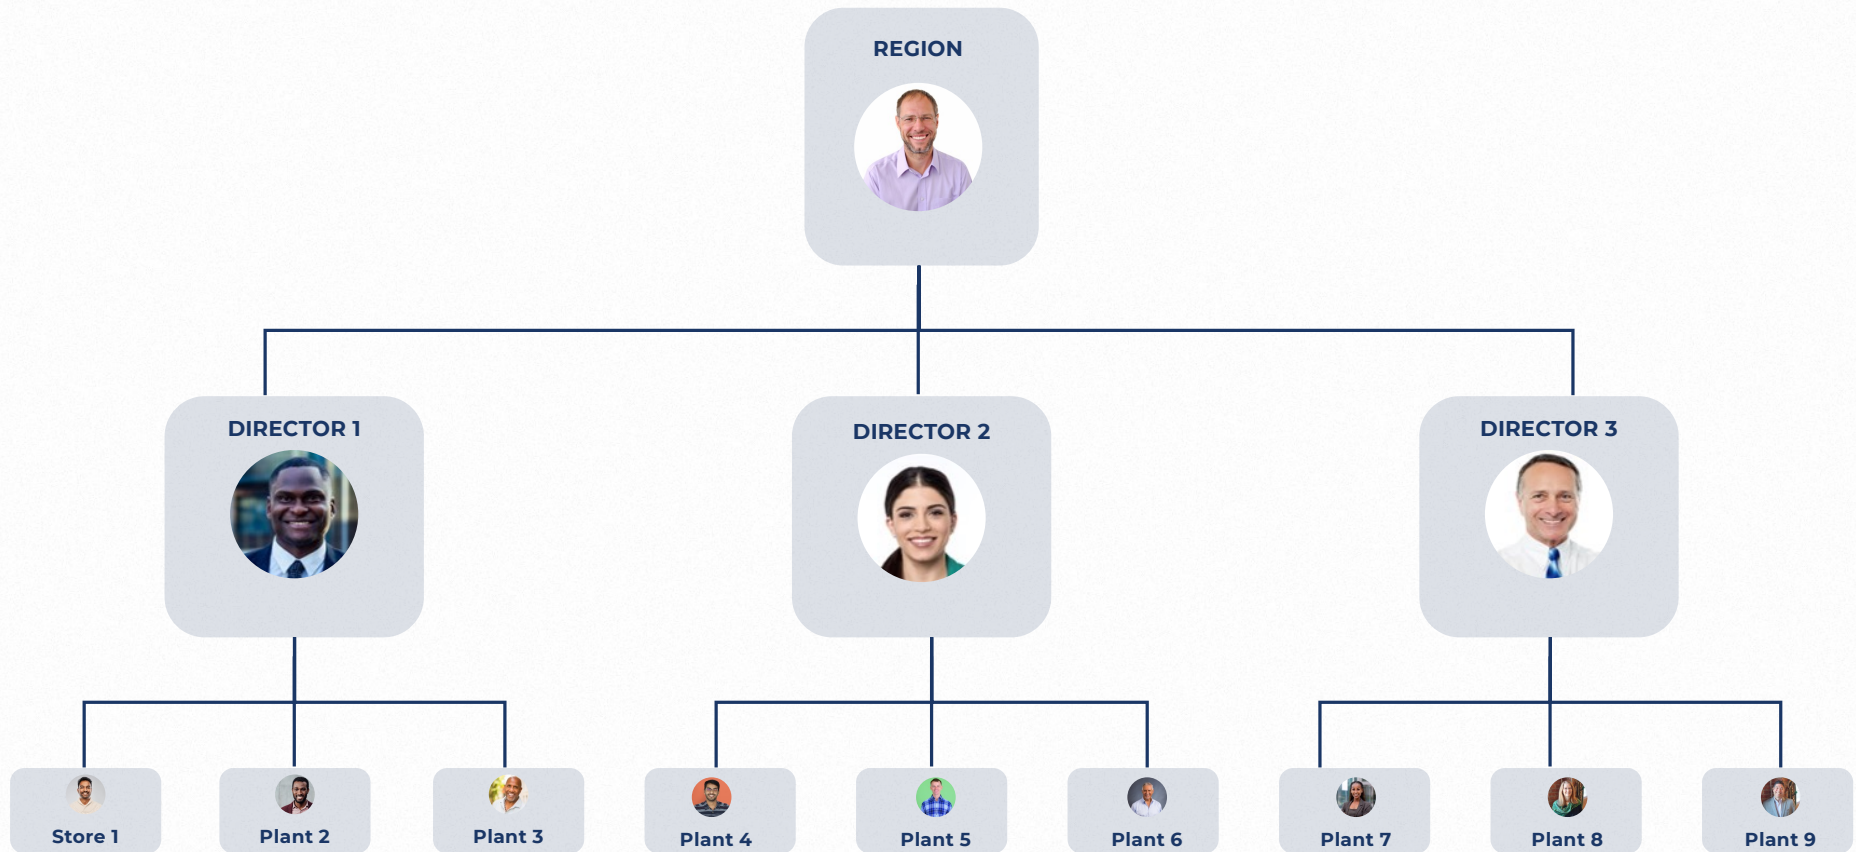 REGION
DIRECTOR 1
DIRECTOR 2
DIRECTOR 3
Store 1
Plant 2
Plant 3
Plant 4
Plant 5
Plant 6
Plant 7
Plant 8
Plant 9